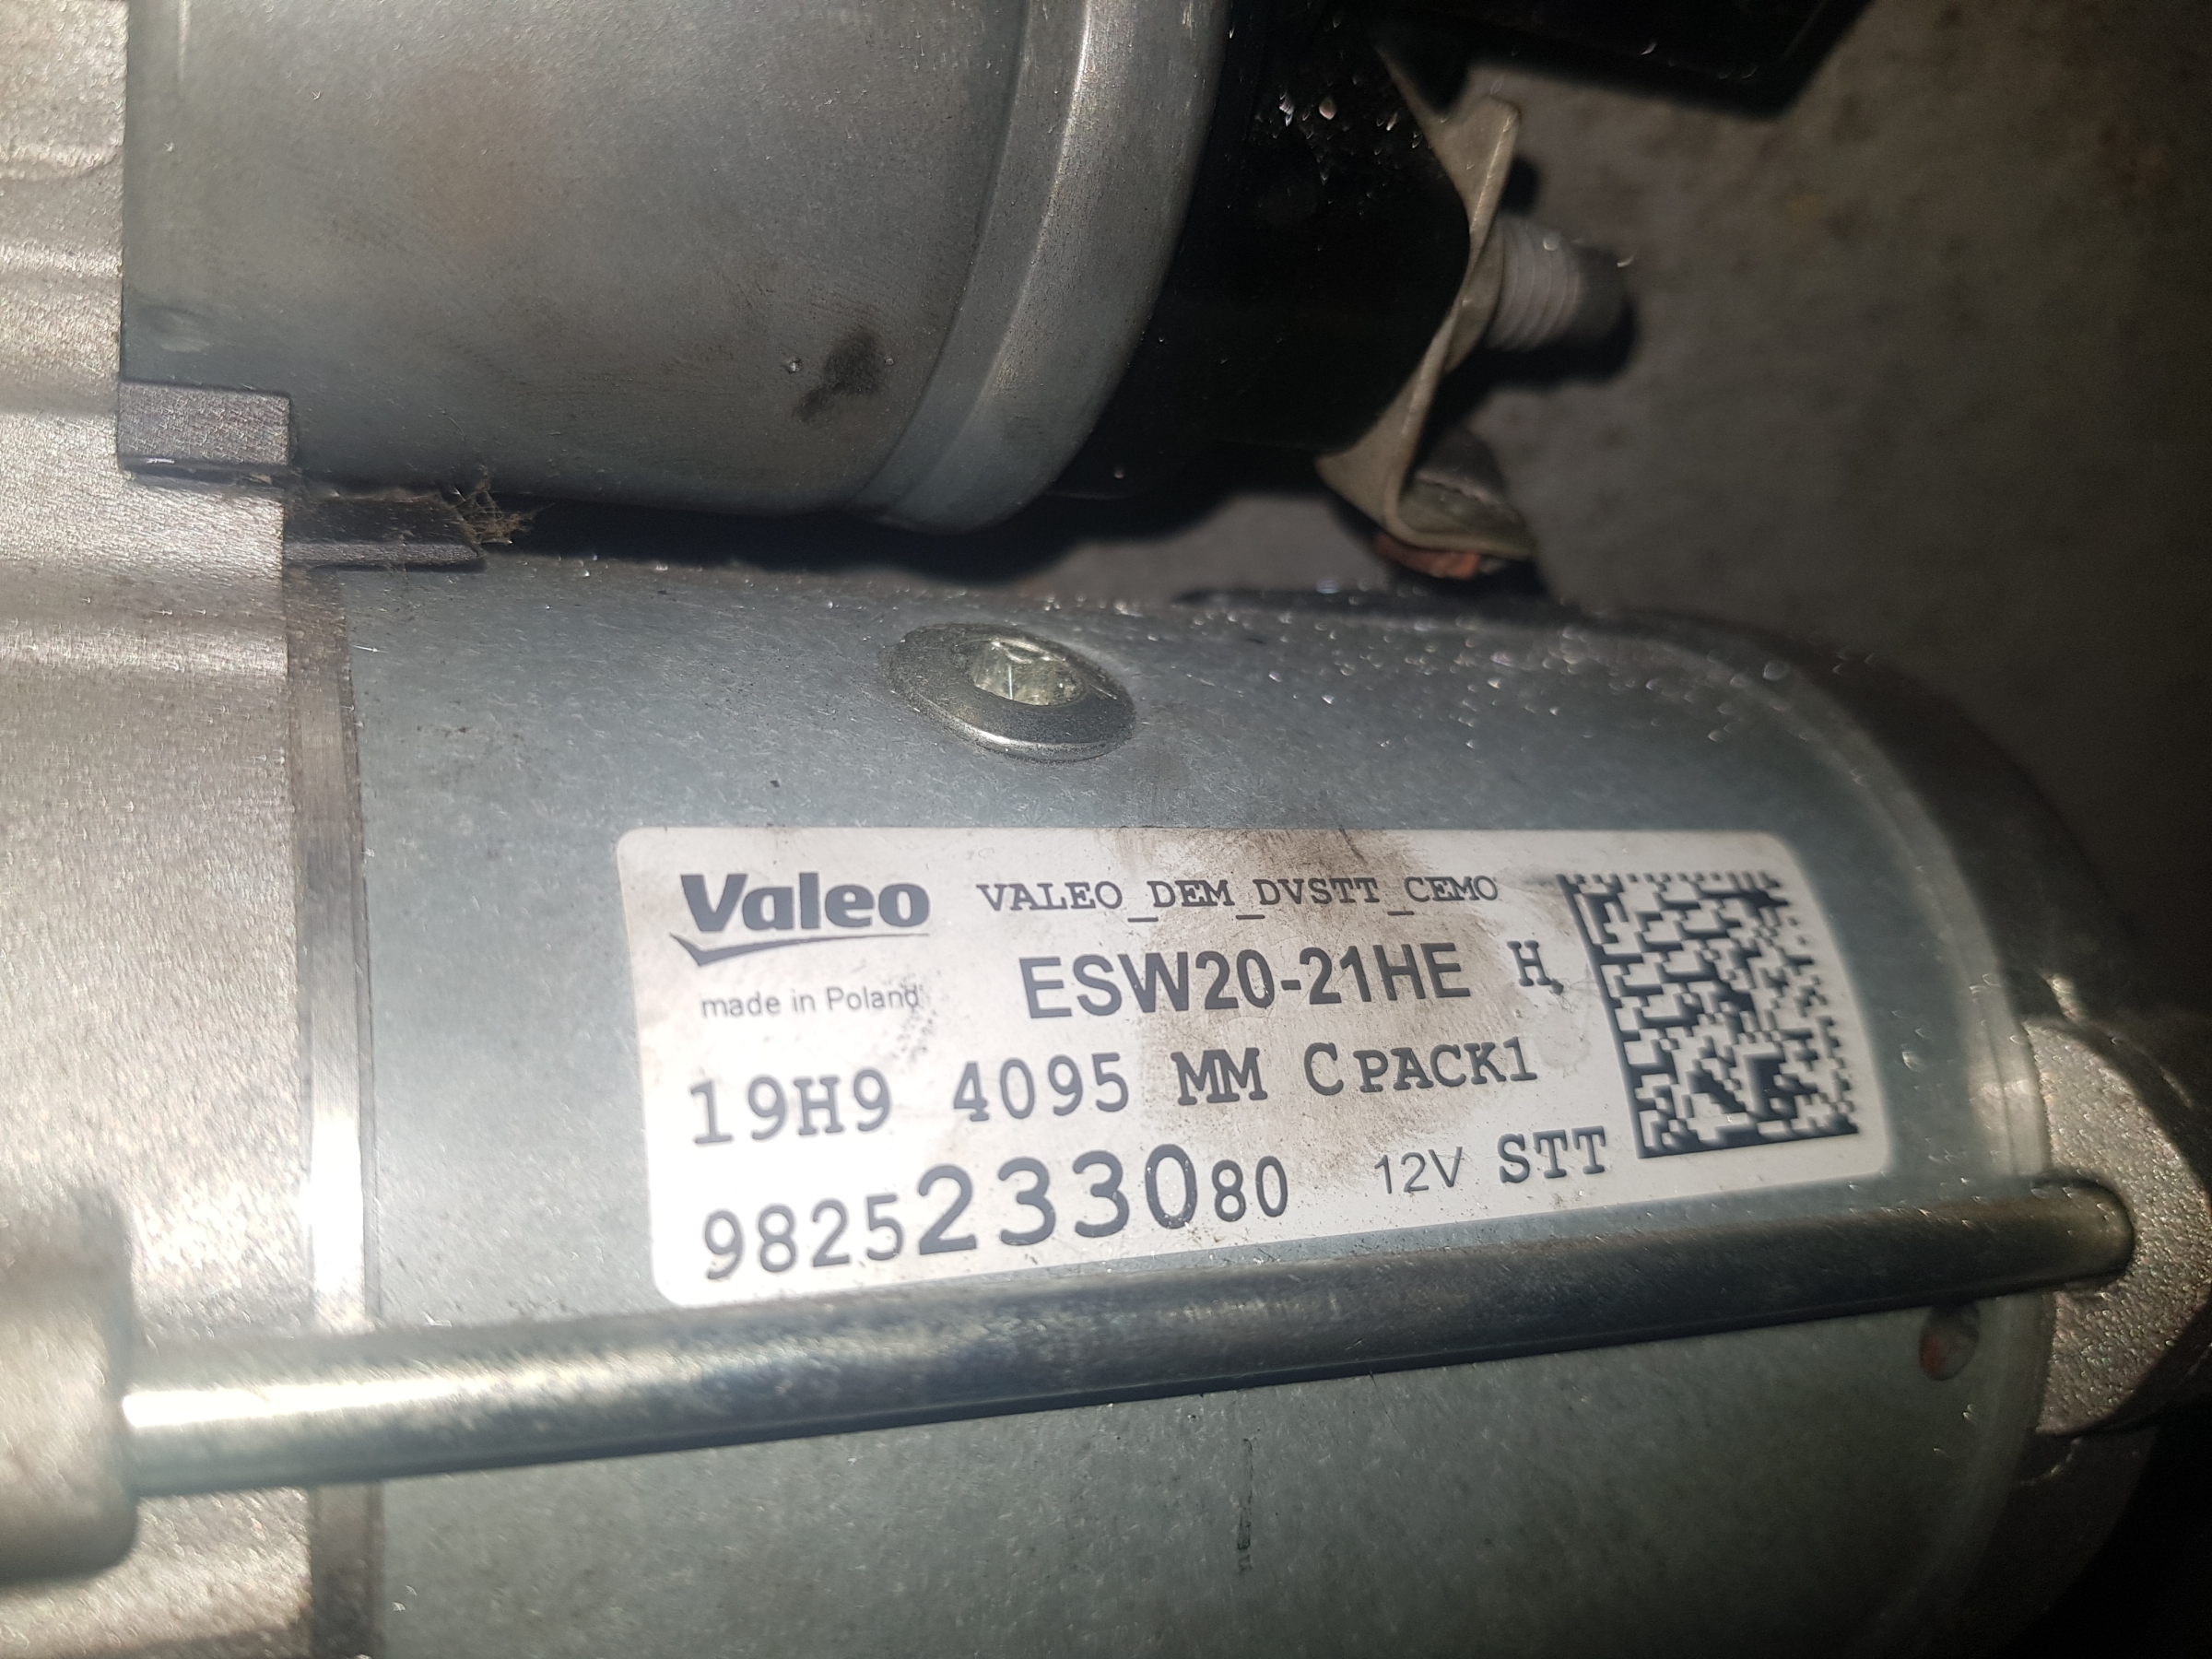 Valeo VALEO_DEM_DVSTT_CEMO
made in Poland ESW20-21HE H
19H9 4095 MM C PACK1
9825233080 12V STT